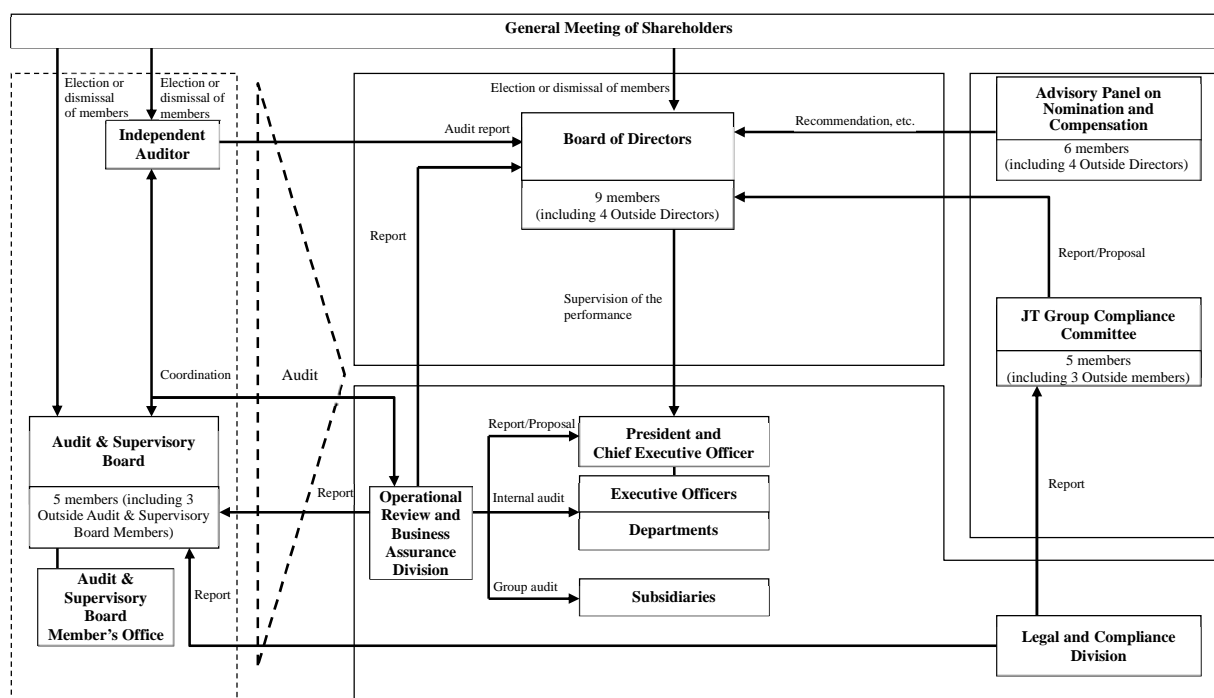 General Meeting of Shareholders
Election or
dismissal
of members
Election or
dismissal of
members
Election or dismissal of members
Independent
Auditor
Audit report
Board of Directors
9 members
(including 4 Outside Directors)
Recommendation, etc.
Advisory Panel on
Nomination and
Compensation
6 members
(including 4 Outside Directors)
Report
Report/Proposal
Supervision of the
performance
JT Group Compliance
Committee
5 members
(including 3 Outside members)
Coordination
Audit
Audit & Supervisory
Board
5 members (including 3
Outside Audit & Supervisory
Board Members)
Audit &
Supervisory
Board
Member's Office
Report
Report
Operational
Review and
Business
Assurance
Division
Report/Proposal
Internal audit
Group audit
President and
Chief Executive Officer
Executive Officers
Departments
Subsidiaries
Report
Legal and Compliance
Division